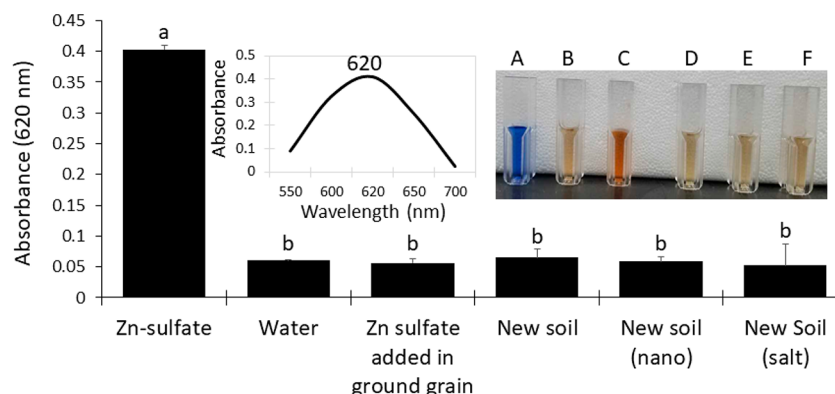 0.45
0.4
0.35
0.3
0.25
0.2
0.15
0.1
0.05
0
Absorbance (620 nm)
a
b
b
b
b
b
Zn-sulfate
Water
Zn sulfate
added in
ground grain
New soil
New soil
(nano)
New Soil
(salt)
0.5
0.4
0.3
0.2
0.1
0
Absorbance
620
550 600 620 650 700
Wavelength (nm)
A B C D E F